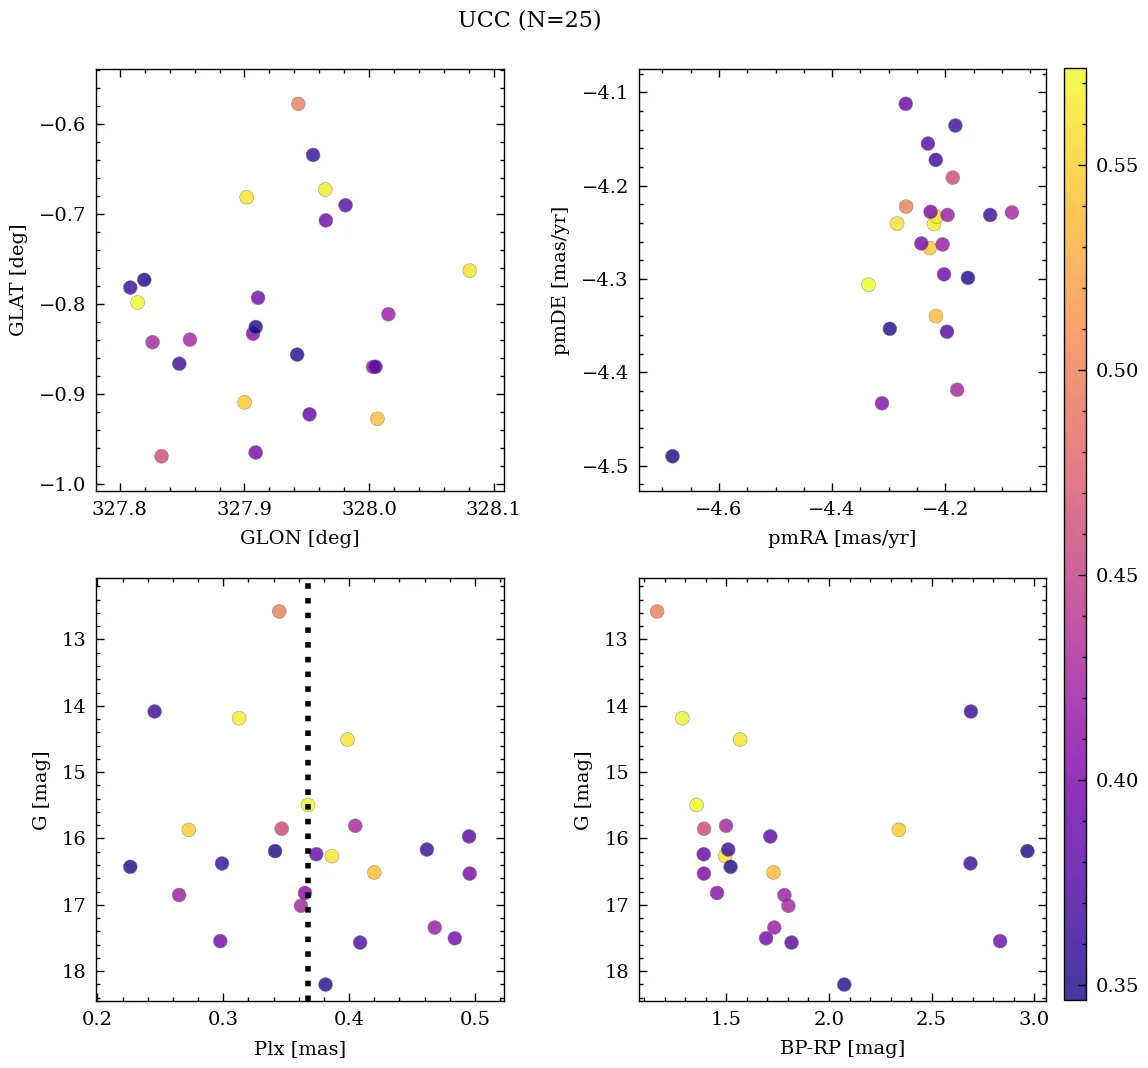 UCC (N=25)
−0.6
−0.7
−0.8
−0.9
−1.0
GLAT [deg]
327.8 327.9 328.0 328.1
GLON [deg]
−4.1
−4.2
−4.3
−4.4
−4.5
pmDE [mas/yr]
−4.6 −4.4 −4.2
pmRA [mas/yr]
13
14
15
16
17
18
G [mag]
0.2 0.3 0.4 0.5
Plx [mas]
13
14
15
16
17
18
G [mag]
1.5 2.0 2.5 3.0
BP-RP [mag]
0.55
0.50
0.45
0.40
0.35